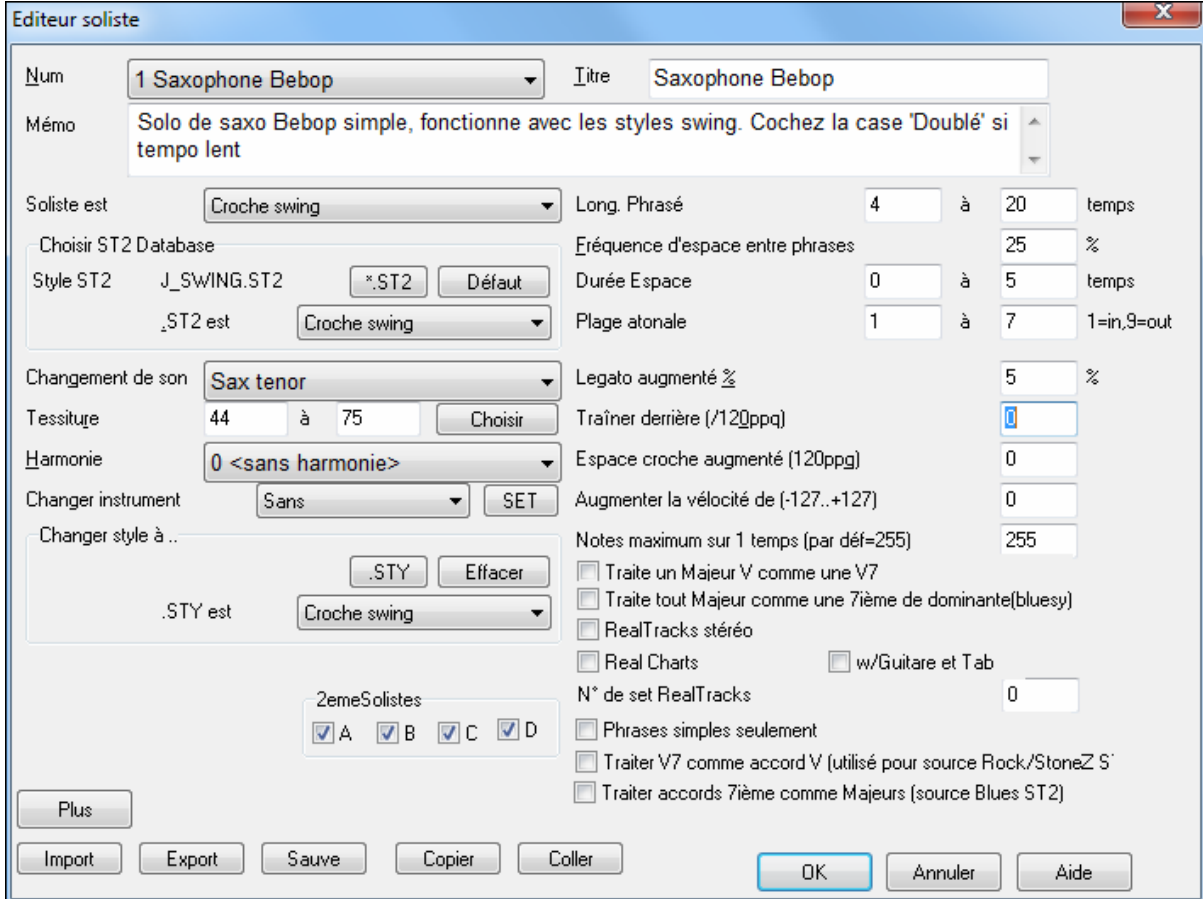 Editeur soliste
Num 1 Saxophone Bebop Titre Saxophone Bebop
Mémo Solo de saxo Bebop simple, fonctionne avec les styles swing. Cochez la case 'Doublé' si
tempo lent
Soliste est Croche swing Long. Phrasé 4 à 20 temps
Choisir ST2 Database Fréquence d'espace entre phrases 25 %
Style ST2 J_SWING.ST2 *.ST2 Défaut Durée Espace 0 à 5 temps
.ST2 est Croche swing Plage atonale 1 à 7 1=in,9=out
Changement de son Sax tenor Legato augmenté % 5 %
Tessiture 44 à 75 Choisir Traîner derrière (/120ppq) 0
Harmonie 0 <sans harmonie> Espace croche augmenté (120ppg) 0
Changer instrument Sans SET Augmenter la vélocité de (-127..+127) 0
Changer style à .. Notes maximum sur 1 temps (par déf=255) 255
.STY Effacer Traite un Majeur V comme une V7
.STY est Croche swing Traite tout Majeur comme une 7ième de dominante(bluesy)
RealTracks stéréo
Real Charts w/Guitare et Tab
2emeSolistes N° de set RealTracks 0
A B C D Phrases simples seulement
Traiter V7 comme accord V (utilisé pour source Rock/StoneZ S
Traiter accords 7ième comme Majeurs (source Blues ST2)
Plus
Import Export Sauve Copier Coller OK Annuler Aide